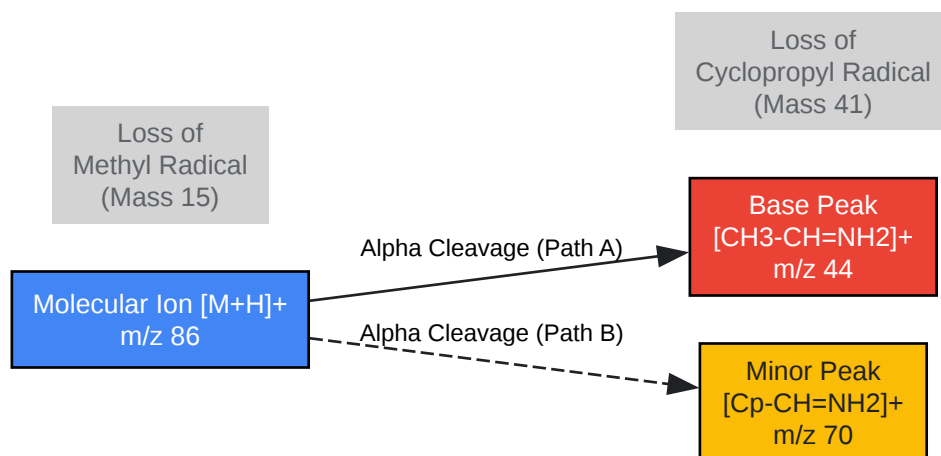 Loss of
Cyclopropyl Radical
(Mass 41)
Loss of
Methyl Radical
(Mass 15)
Base Peak
[CH3-CH=NH2]+
m/z 44
Alpha Cleavage (Path A)
Molecular Ion [M+H]+
m/z 86
Alpha Cleavage (Path B)
Minor Peak
[Cp-CH=NH2]+
m/z 70